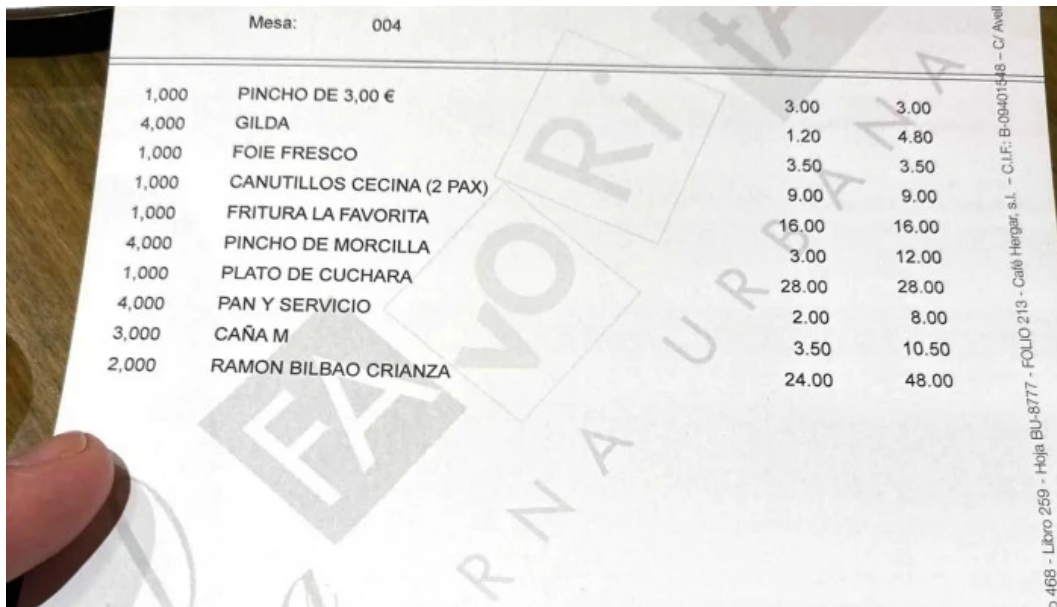 Mesa: 004
1,000 PINCHO DE 3,00 € 3.00 3.00
4,000 GILDA 1.20 4.80
1,000 FOIE FRESCO 3.50 3.50
1,000 CANUTILLOS CECINA (2 PAX) 9.00 9.00
1,000 FRITURA LA FAVORITA 16.00 16.00
4,000 PINCHO DE MORCILLA 3.00 12.00
1,000 PLATO DE CUCHARA 28.00 28.00
4,000 PAN Y SERVICIO 2.00 8.00
3,000 CAÑA M 3.50 10.50
2,000 RAMON BILBAO CRIANZA 24.00 48.00
FAVORitA
RNA URBANA
468 - Libro 259 - Hoja BU-8777 - FOLIO 213 - Café Hergar, s.l. – C.I.F.: B-09401548 – C/ Avell